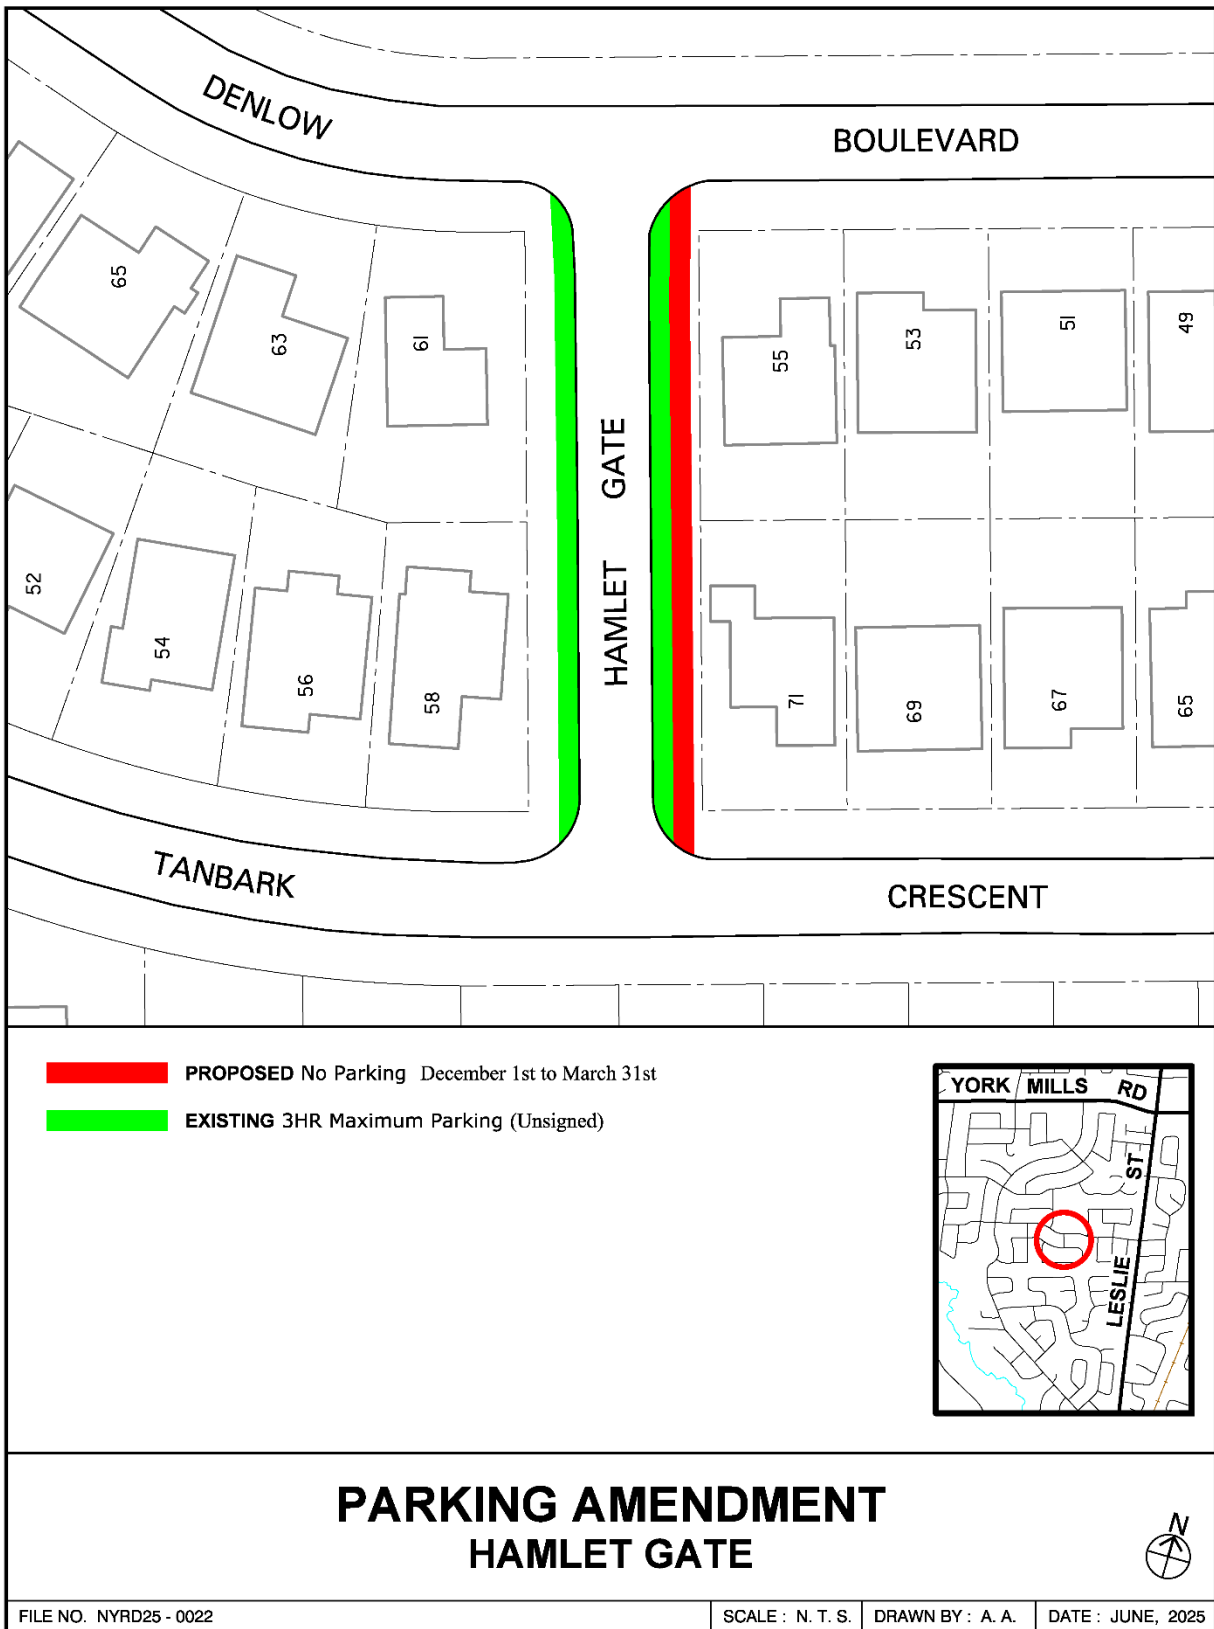 DENLOW
BOULEVARD
65
63
61
55
53
51
49
HAMLET GATE
52
54
56
58
71
69
67
65
TANBARK
CRESCENT
PROPOSED No Parking December 1st to March 31st
EXISTING 3HR Maximum Parking (Unsigned)
YORK MILLS RD
LESLIE ST
PARKING AMENDMENT
HAMLET GATE
N
FILE NO. NYRD25 - 0022
SCALE : N. T. S.
DRAWN BY : A. A.
DATE : JUNE, 2025